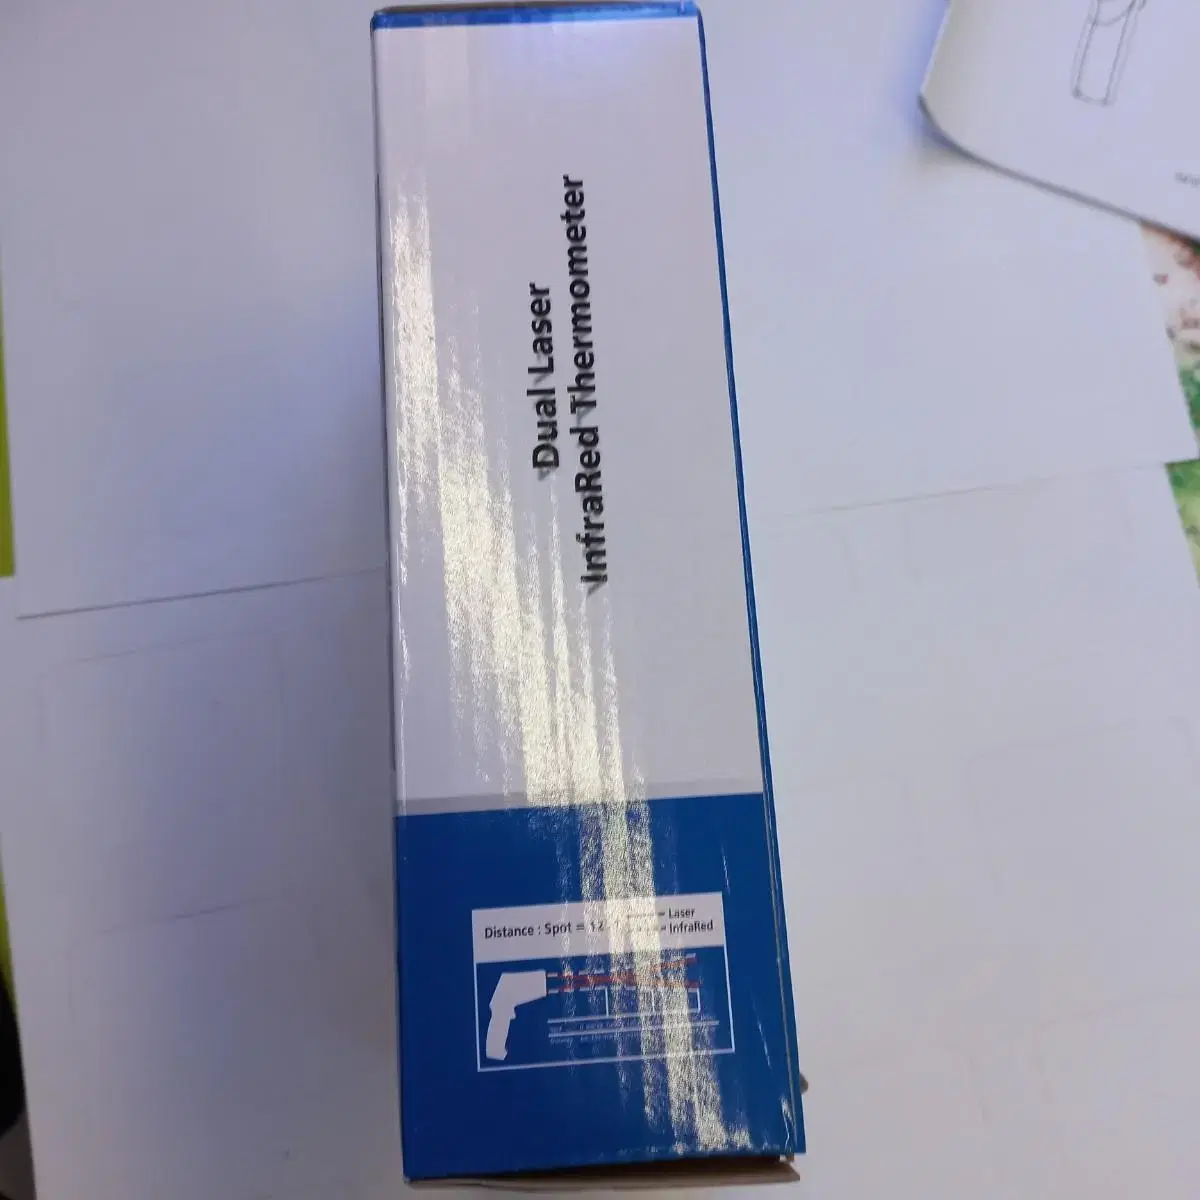 Dual Laser
InfraRed Thermometer
Distance : Spot = 12
Laser
InfraRed